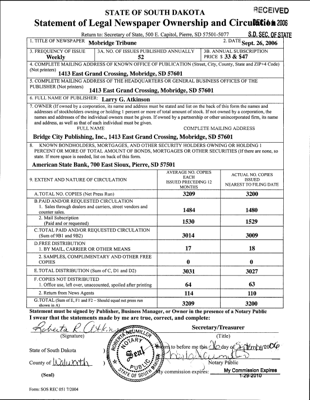 STATE OF SOUTH DAKOTA
RECEIVED
Statement of Legal Newspaper Ownership and Circulation
2006
Return to: Secretary of State, 500 E. Capitol, Pierre, SD 57501-5077
S.D. SEC. OF STATE
1. TITLE OF NEWSPAPER
Mobridge Tribune
2. DATE Sept. 26, 2006
3. FREQUENCY OF ISSUE
Weekly
3A. NO. OF ISSUES PUBLISHED ANNUALLY
52
3B. ANNUAL SUBSCRIPTION
PRICE $ 33 & $47
4. COMPLETE MAILING ADDRESS OF KNOWN OFFICE OF PUBLICATION (Street, City, County, State and ZIP+4 Code)
(Not printers)
1413 East Grand Crossing, Mobridge, SD 57601
5. COMPLETE MAILING ADDRESS OF THE HEADQUARTERS OR GENERAL BUSINESS OFFICES OF THE
PUBLISHER (Not printer)
1413 East Grand Crossing, Mobridge, SD 57601
6. FULL NAME OF PUBLISHER:
Larry G. Atkinson
7. OWNER (If owned by a corporation, its name and address must be stated and list on the back of this form the names and
addresses of stockholders owning or holding 1 percent or more of total amount of stock. If not owned by a corporation, the
names and addresses of the individual owners must be given. If owned by a partnership or other unincorporated firm, its name
and address, as well as that of each individual must be given.
FULL NAME
COMPLETE MAILING ADDRESS
Bridge City Publishing, Inc., 1413 East Grand Crossing, Mobridge, SD 57601
8. KNOWN BONDHOLDERS, MORTGAGES, AND OTHER SECURITY HOLDERS OWNING OR HOLDING 1
PERCENT OR MORE OF TOTAL AMOUNT OF BONDS, MORTGAGES OR OTHER SECURITIES (If there are none, so
state. If more space is needed, list on back of this form.
American State Bank, 700 East Sioux, Pierre, SD 57501
9. EXTENT AND NATURE OF CIRCULATION
AVERAGE NO. COPIES
EACH
ISSUED PRECEDING 12
MONTHS
ACTUAL NO. COPIES
ISSUED
NEAREST TO FILING DATE
A. TOTAL NO. COPIES (Net Press Run)
3209
3200
B. PAID AND/OR REQUESTED CIRCULATION
1. Sales through dealers and carriers, street vendors and
counter sales.
1484
1480
2. Mail Subscription
(Paid and or requested)
1530
1529
C. TOTAL PAID AND/OR REQUESTED CIRCULATION
(Sum of 9B1 and 9B2)
3014
3009
D. FREE DISTRIBUTION
1. BY MAIL, CARRIER OR OTHER MEANS
17
18
2. SAMPLES, COMPLIMENTARY AND OTHER FREE
COPIES
0
0
E. TOTAL DISTRIBUTION (Sum of C, D1 and D2)
3031
3027
F. COPIES NOT DISTRIBUTED
1. Office use, left over, unaccounted, spoiled after printing
64
63
2. Return from News Agents
114
110
G. TOTAL (Sum of E, F1 and F2 - Should equal net press run
shown in A)
3209
3200
Statement must be signed by Publisher, Business Manager, or Owner in the presence of a Notary Public
I swear that the statements made by me are true, correct, and complete:
Secretary/Treasurer
(Signature)
(Title)
State of South Dakota
County of Walworth
(Seal)
Seal
to before me this 26 day of September 2006
Notary Public
My commission expires:
My Commission Expires
1-29-2010
Form: SOS REC 051 7/2004